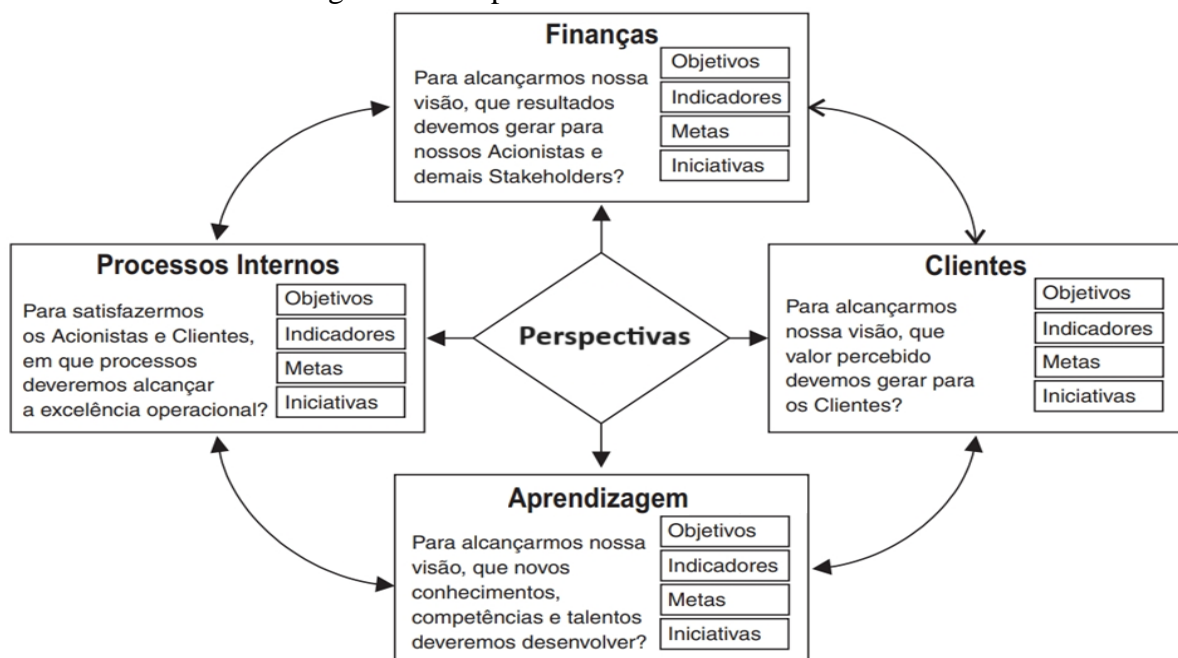 Finanças
Para alcançarmos nossa
visão, que resultados
devemos gerar para
nossos Acionistas e
demais Stakeholders?
Objetivos
Indicadores
Metas
Iniciativas
Processos Internos
Para satisfazermos
os Acionistas e Clientes,
em que processos
deveremos alcançar
a excelência operacional?
Objetivos
Indicadores
Metas
Iniciativas
Perspectivas
Clientes
Para alcançarmos
nossa visão, que
valor percebido
devemos gerar para
os Clientes?
Objetivos
Indicadores
Metas
Iniciativas
Aprendizagem
Para alcançarmos nossa
visão, que novos
conhecimentos,
competências e talentos
deveremos desenvolver?
Objetivos
Indicadores
Metas
Iniciativas